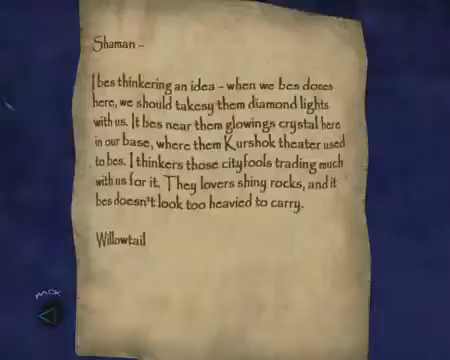 Shaman -
I bes thinkering an idea - when we bes dones
here, we should takesy them diamond lights
with us. It bes near them glowings crystal here
in our base, where them Kurshok theater used
to bes. I thinkers those cityfools trading much
with us for it. They lovers shiny rocks, and it
bes doesn't look too heavied to carry.
Willowtail